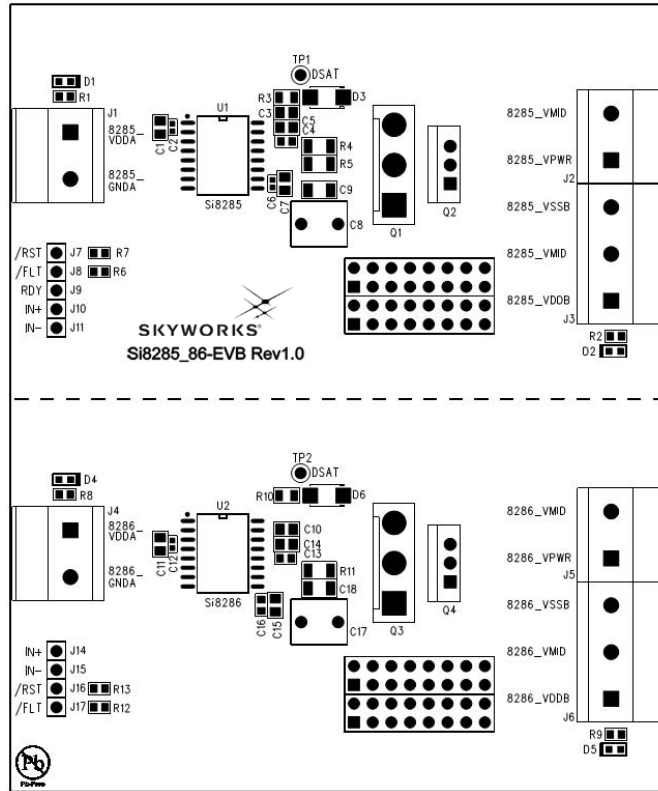 TP1
DSAT
D1
R1
J1
8285_
VDDA
8285_
GNDA
C1
C2
U1
Si8285
R3
C3
C5
C4
D3
R4
R5
C9
C6
C7
C8
Q1
Q2
8285_VMID
8285_VPWR
J2
8285_VSSB
8285_VMID
8285_VDDB
J3
R2
D2
/RST J7 R7
/FLT J8 R6
RDY J9
IN+ J10
IN- J11
SKYWORKS®
Si8285_86-EVB Rev1.0
TP2
DSAT
D4
R8
J4
8286_
VDDA
8286_
GNDA
C11
C12
U2
Si8286
R10
D6
C10
C14
C13
R11
C18
C16
C15
C17
Q3
Q4
8286_VMID
8286_VPWR
J5
8286_VSSB
8286_VMID
8286_VDDB
J6
R9
D5
IN+ J14
IN- J15
/RST J16 R13
/FLT J17 R12
Pb
Pb-Free